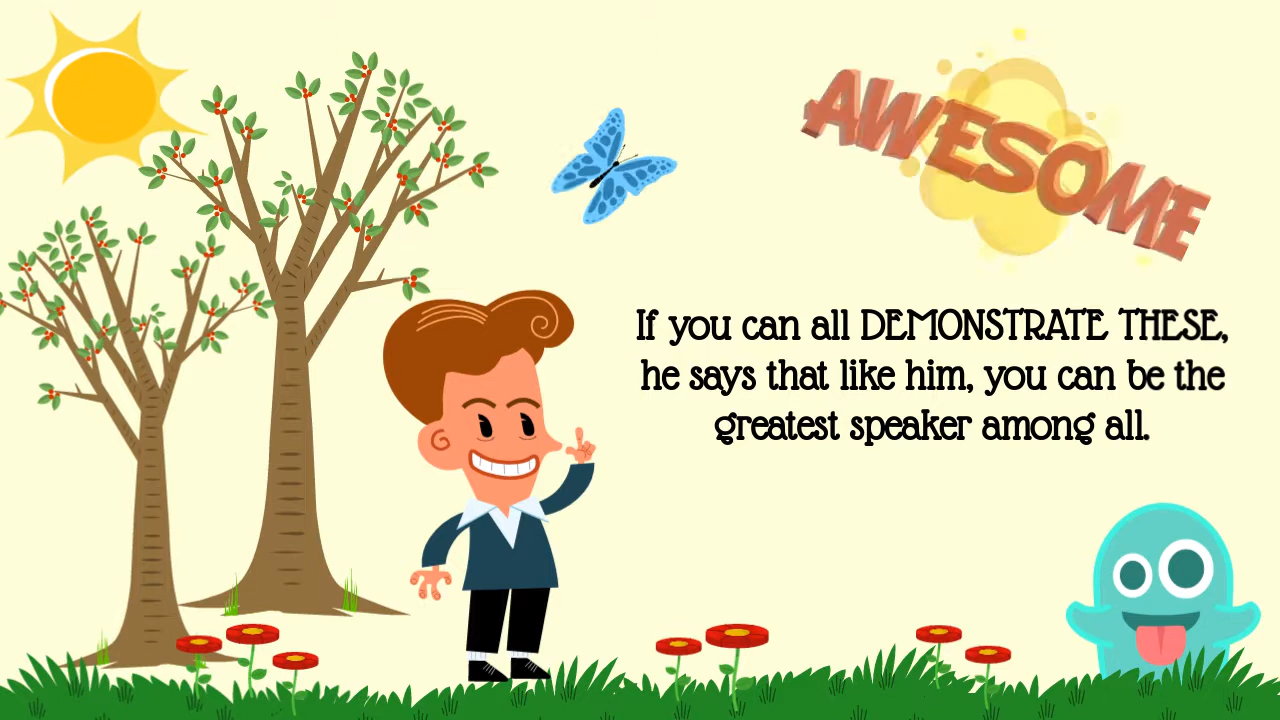 AWESOME
If you can all DEMONSTRATE THESE,
he says that like him, you can be the
greatest speaker among all.